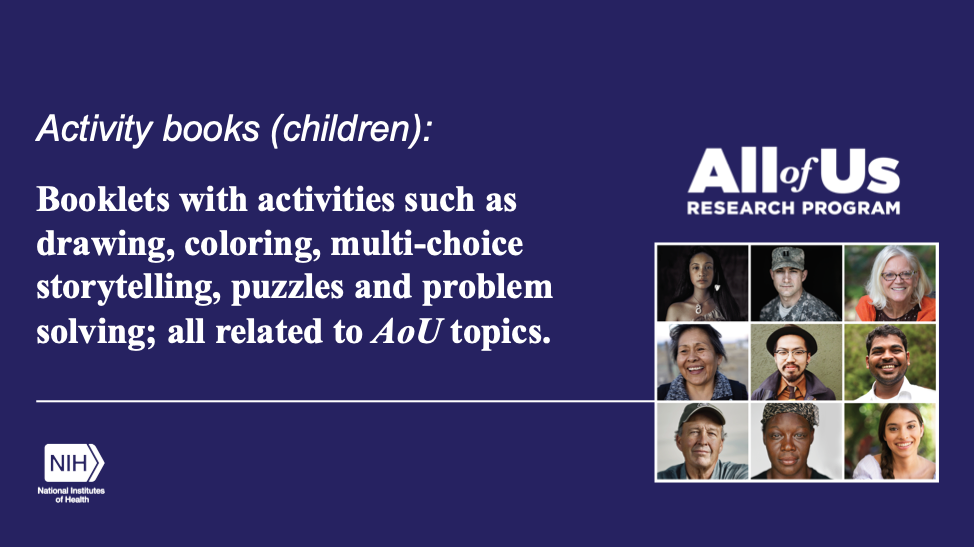 Activity books (children):
Booklets with activities such as
drawing, coloring, multi-choice
storytelling, puzzles and problem
solving; all related to AoU topics.
All of Us
RESEARCH PROGRAM
NIH
National Institutes
of Health